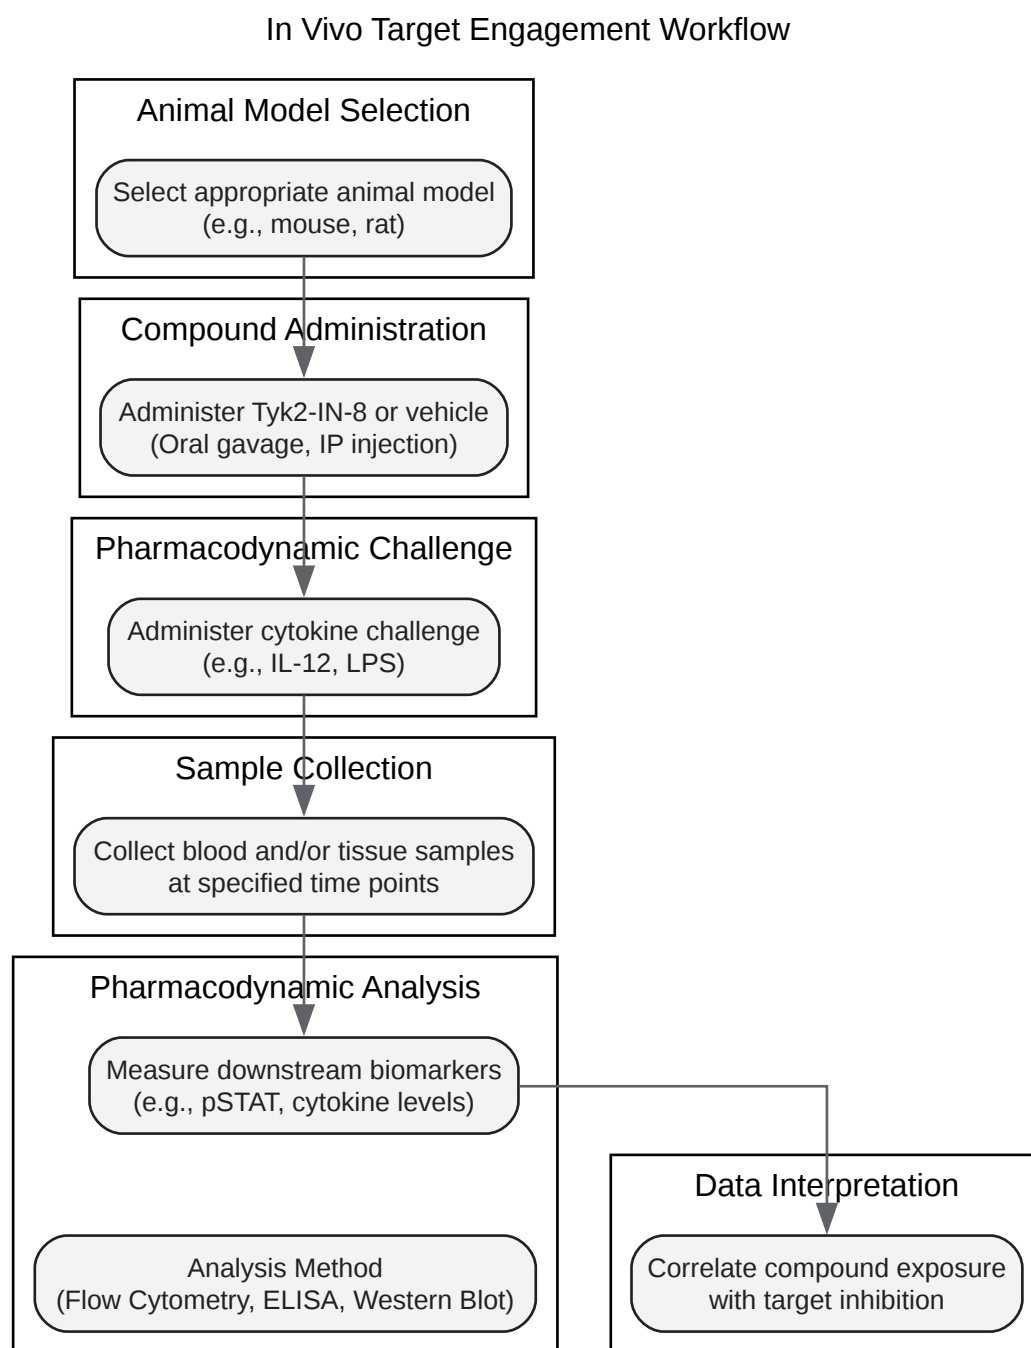 In Vivo Target Engagement Workflow
Animal Model Selection
Select appropriate animal model
(e.g., mouse, rat)
Compound Administration
Administer Tyk2-IN-8 or vehicle
(Oral gavage, IP injection)
Pharmacodynamic Challenge
Administer cytokine challenge
(e.g., IL-12, LPS)
Sample Collection
Collect blood and/or tissue samples
at specified time points
Pharmacodynamic Analysis
Measure downstream biomarkers
(e.g., pSTAT, cytokine levels)
Analysis Method
(Flow Cytometry, ELISA, Western Blot)
Data Interpretation
Correlate compound exposure
with target inhibition